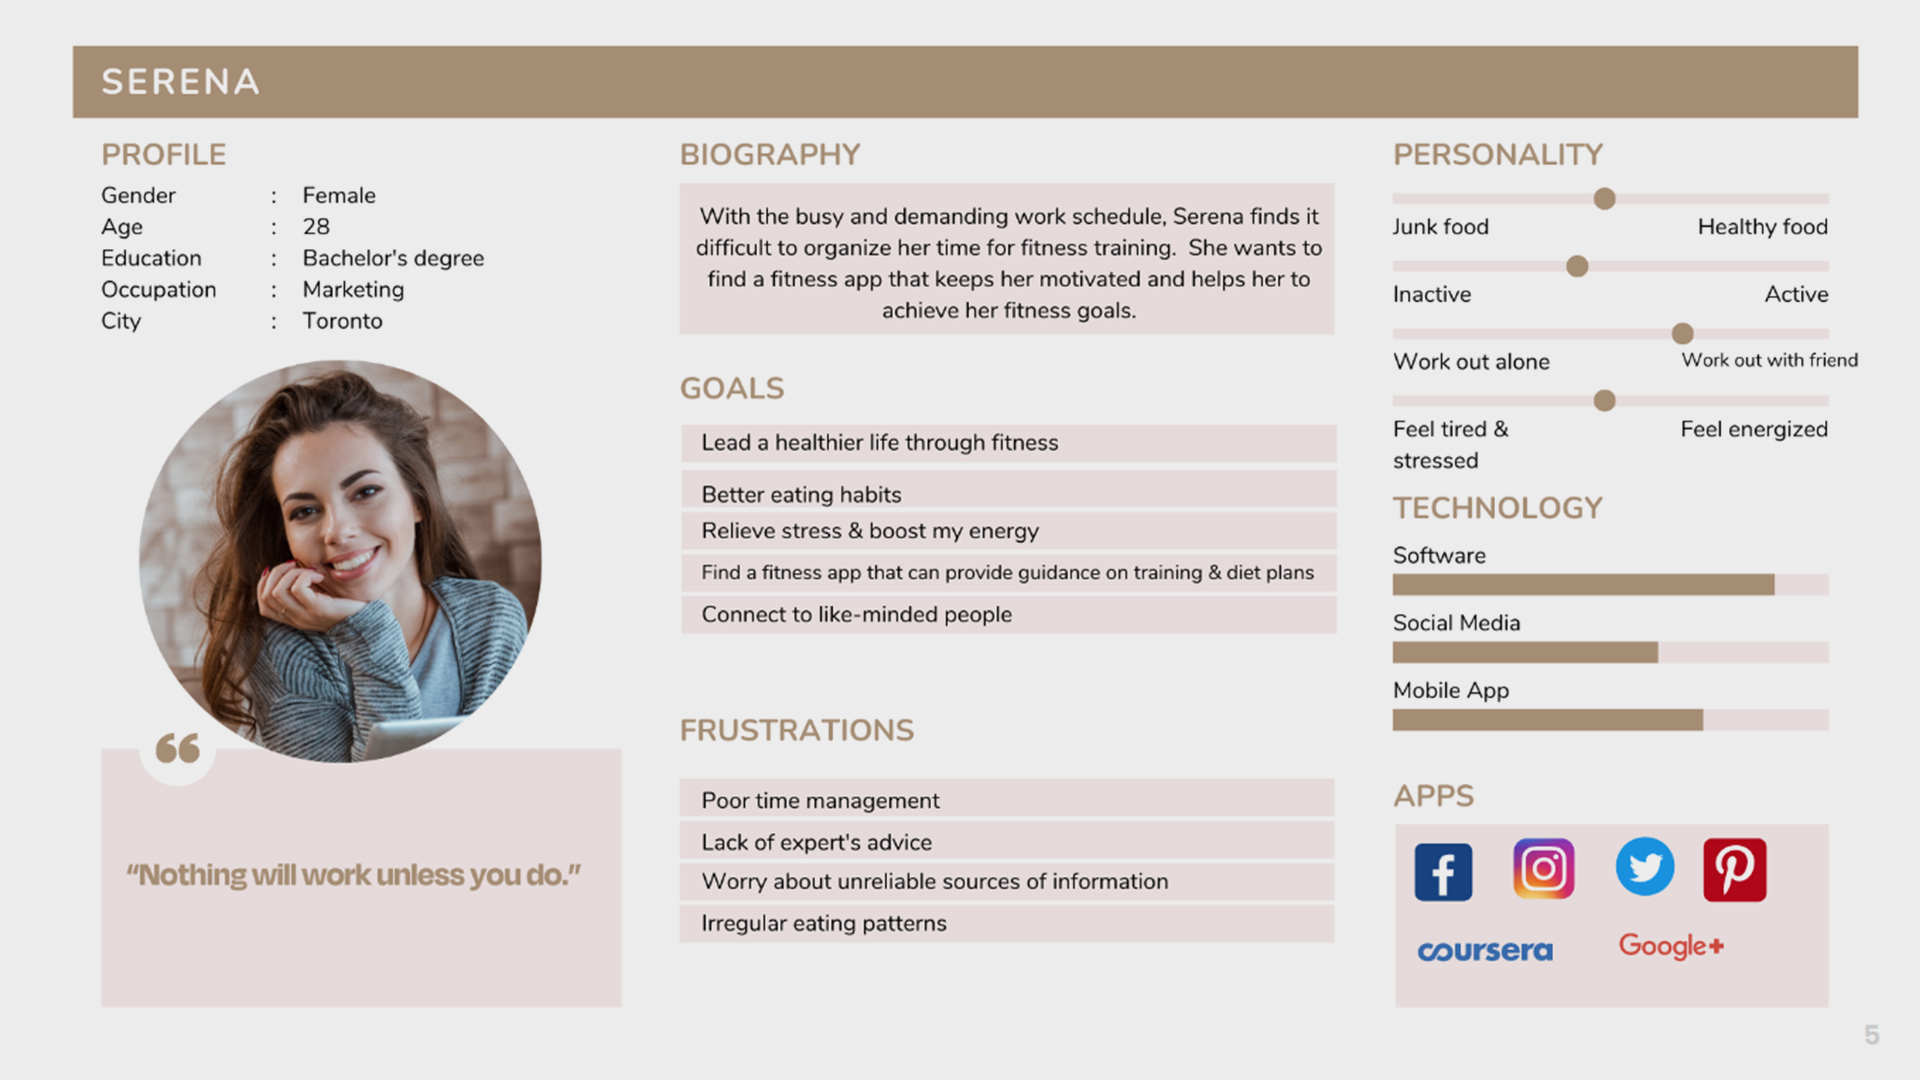 SERENA
PROFILE
Gender : Female
Age : 28
Education : Bachelor's degree
Occupation : Marketing
City : Toronto
“Nothing will work unless you do.”
BIOGRAPHY
With the busy and demanding work schedule, Serena finds it
difficult to organize her time for fitness training. She wants to
find a fitness app that keeps her motivated and helps her to
achieve her fitness goals.
GOALS
Lead a healthier life through fitness
Better eating habits
Relieve stress & boost my energy
Find a fitness app that can provide guidance on training & diet plans
Connect to like-minded people
FRUSTRATIONS
Poor time management
Lack of expert's advice
Worry about unreliable sources of information
Irregular eating patterns
PERSONALITY
Junk food Healthy food
Inactive Active
Work out alone Work out with friend
Feel tired & Feel energized
stressed
TECHNOLOGY
Software
Social Media
Mobile App
APPS
coursera Google+
5